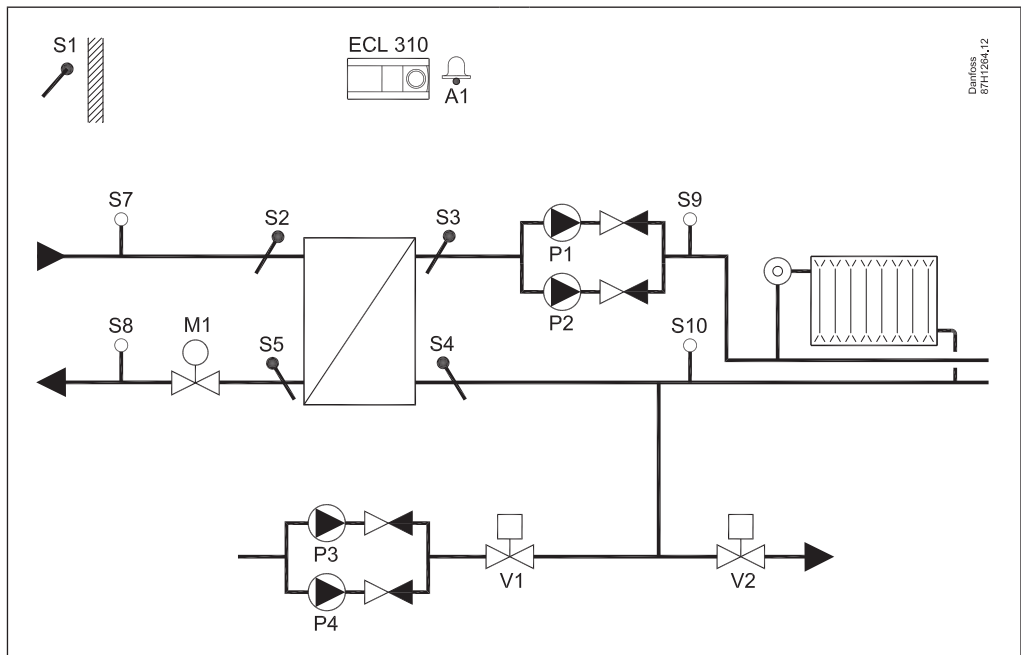 S1
ECL 310
A1
Danfoss
87H1264.12
S7
S2
S3
P1
S9
P2
S8
M1
S5
S4
S10
P3
V1
V2
P4